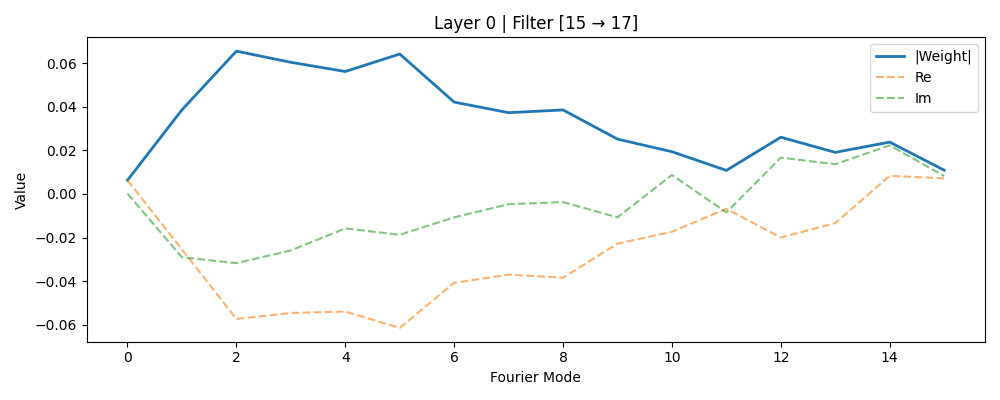 Layer 0 | Filter [15 → 17]
|Weight|
Re
Im
Value
0.06
0.04
0.02
0.00
−0.02
−0.04
−0.06
0 2 4 6 8 10 12 14
Fourier Mode